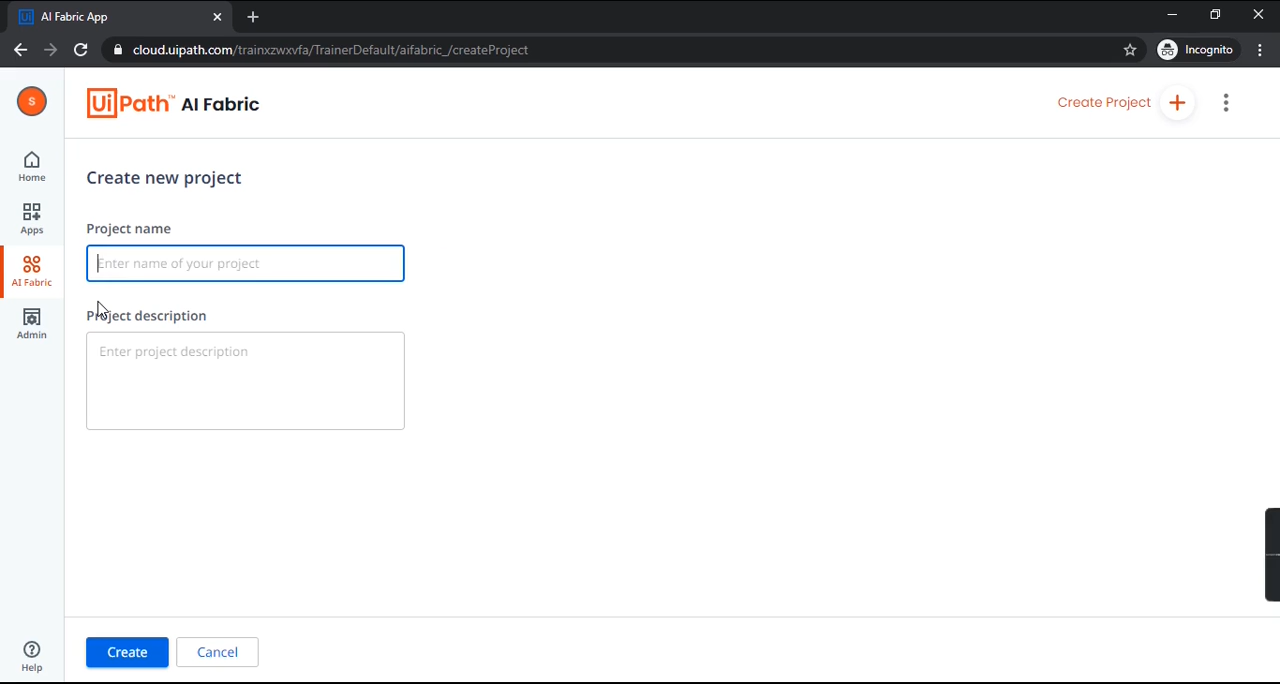 Ui AI Fabric App
cloud.uipath.com/trainxzwxvfa/TrainerDefault/aifabric_/createProject
Incognito
S
UiPath™ AI Fabric
Create Project
Home
Create new project
Apps
Project name
Enter name of your project
AI Fabric
Project description
Admin
Enter project description
Create
Cancel
Help